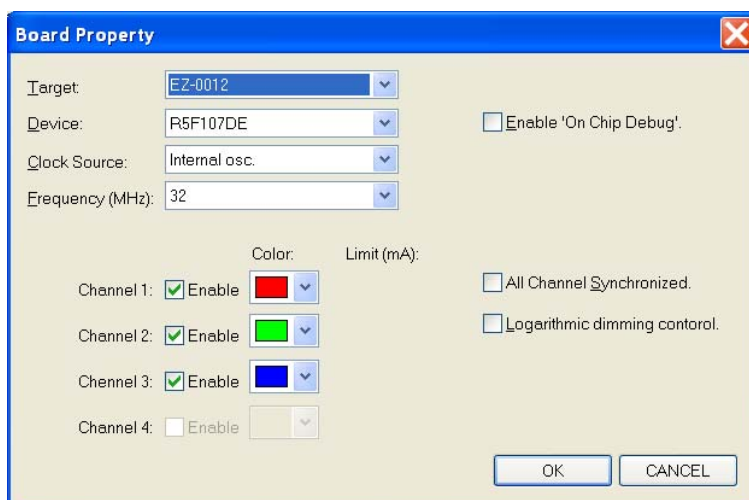 Board Property
Target: EZ-0012
Device: R5F107DE Enable 'On Chip Debug'.
Clock Source: Internal osc.
Frequency (MHz): 32
Color: Limit (mA):
Channel 1: Enable All Channel Synchronized.
Channel 2: Enable Logarithmic dimming contorol.
Chennel 3: Enable
Channel 4: Enable
OK CANCEL